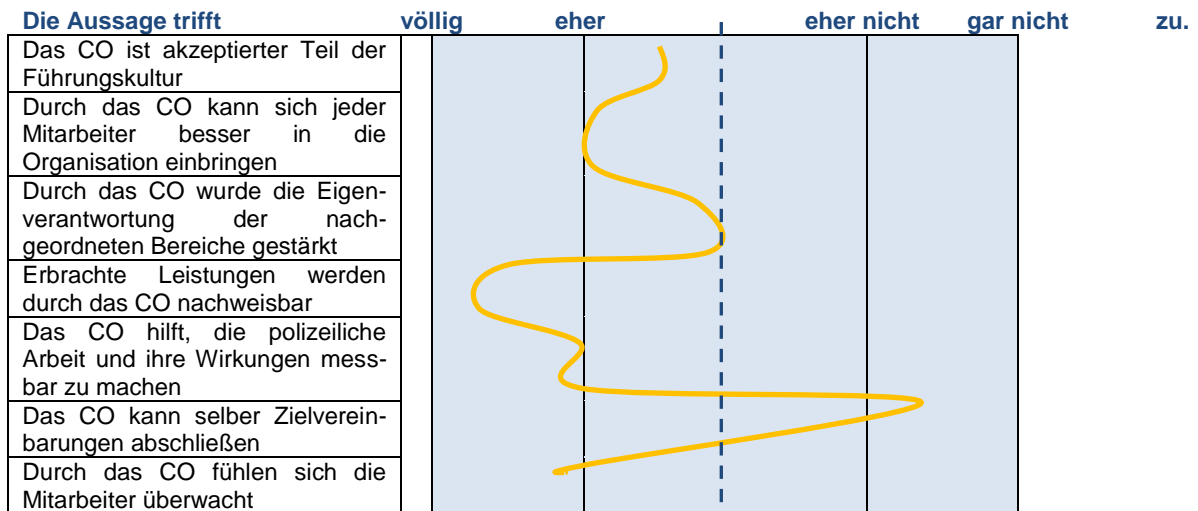 Die Aussage trifft völlig eher eher nicht gar nicht zu.
Das CO ist akzeptierter Teil der
Führungskultur
Durch das CO kann sich jeder
Mitarbeiter besser in die
Organisation einbringen
Durch das CO wurde die Eigen-
verantwortung der nach-
geordneten Bereiche gestärkt
Erbrachte Leistungen werden
durch das CO nachweisbar
Das CO hilft, die polizeiliche
Arbeit und ihre Wirkungen mess-
bar zu machen
Das CO kann selber Zielverein-
barungen abschließen
Durch das CO fühlen sich die
Mitarbeiter überwacht